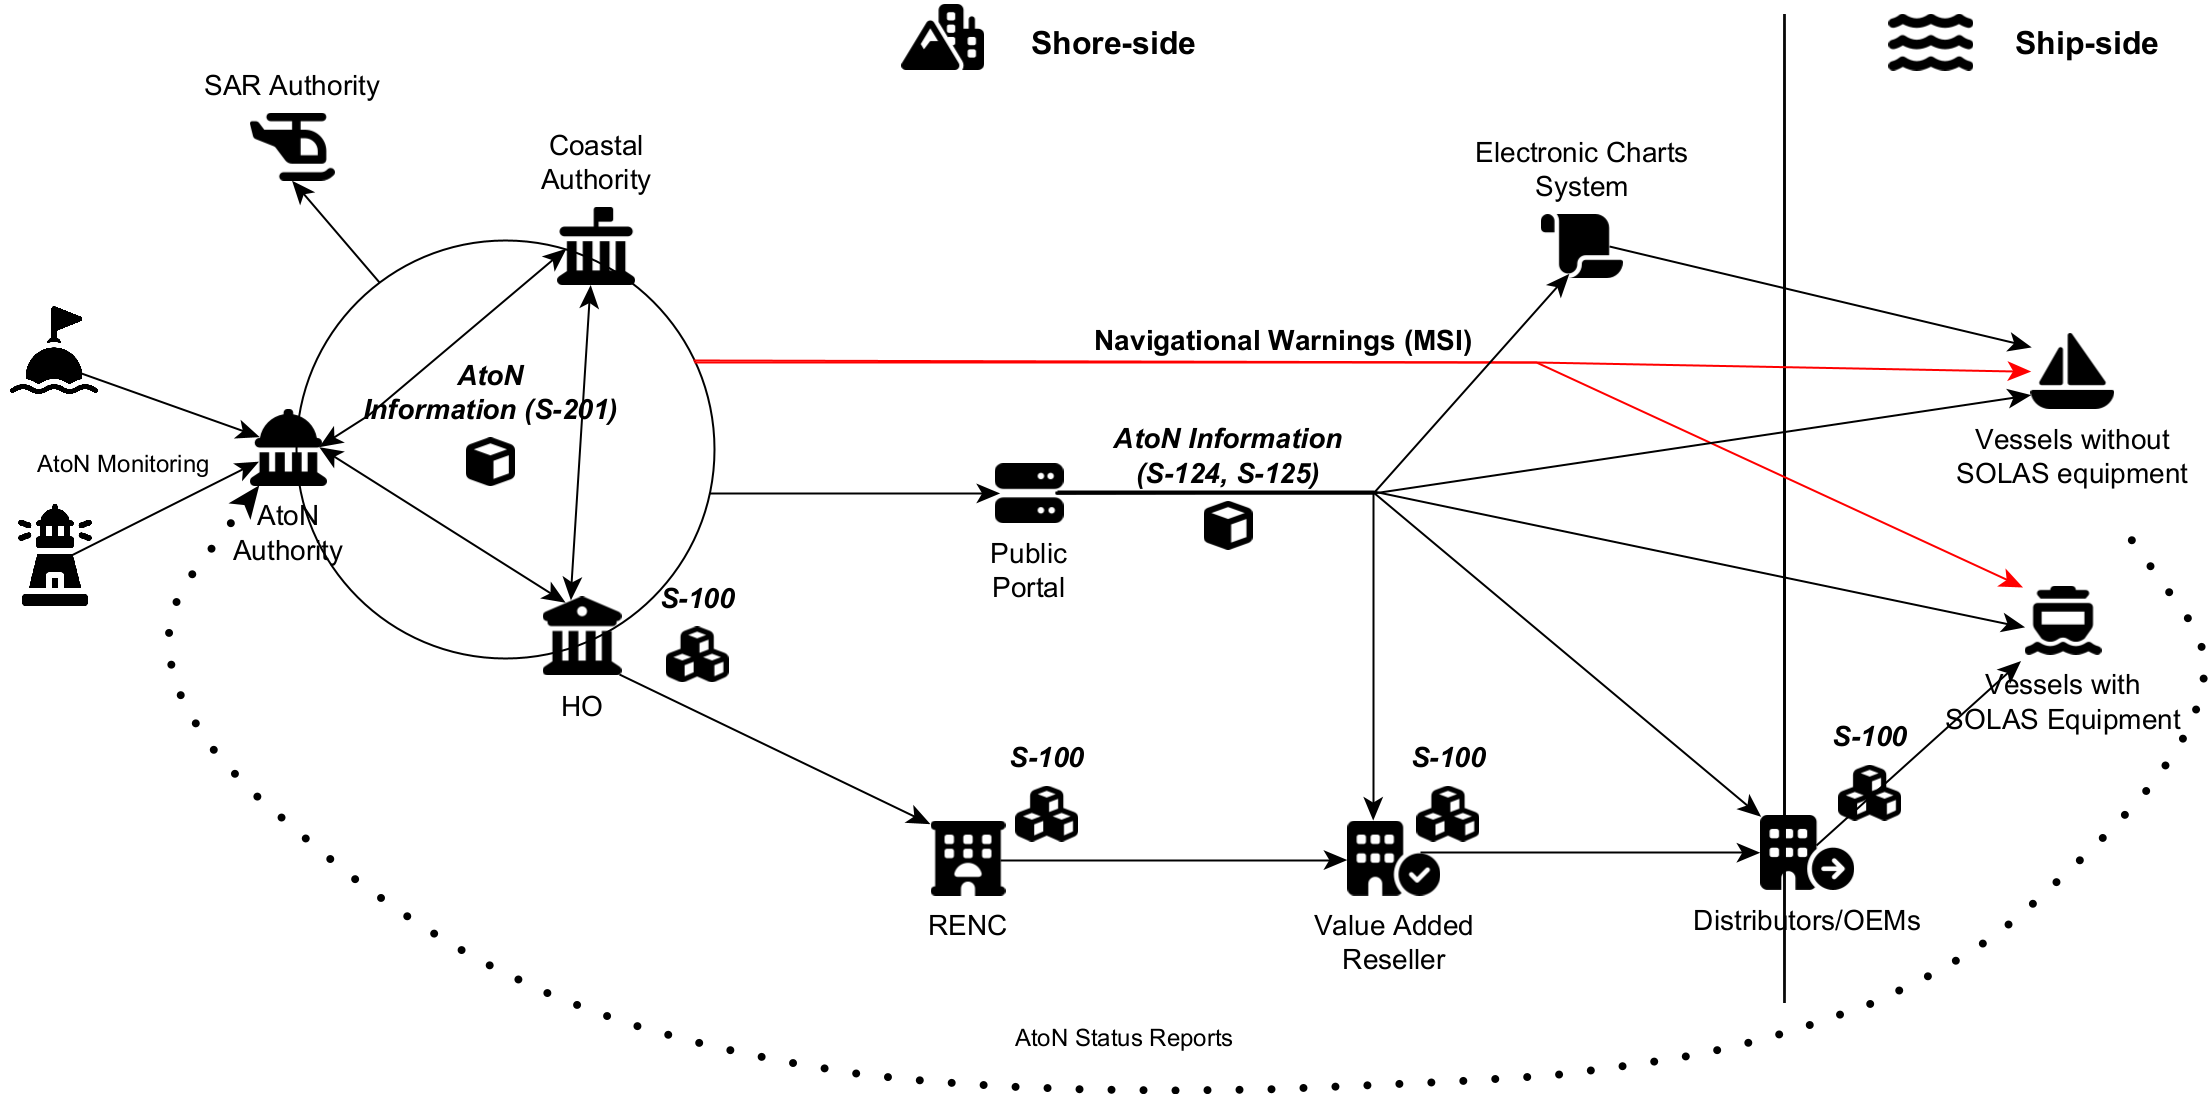 Shore-side
Ship-side
SAR Authority
Coastal
Authority
Electronic Charts
System
Navigational Warnings (MSI)
AtoN
Information (S-201)
AtoN Information
(S-124, S-125)
Vessels without
SOLAS equipment
AtoN Monitoring
AtoN
Authority
Public
Portal
S-100
HO
Vessels with
SOLAS Equipment
S-100
S-100
S-100
RENC
Value Added
Reseller
Distributors/OEMs
AtoN Status Reports